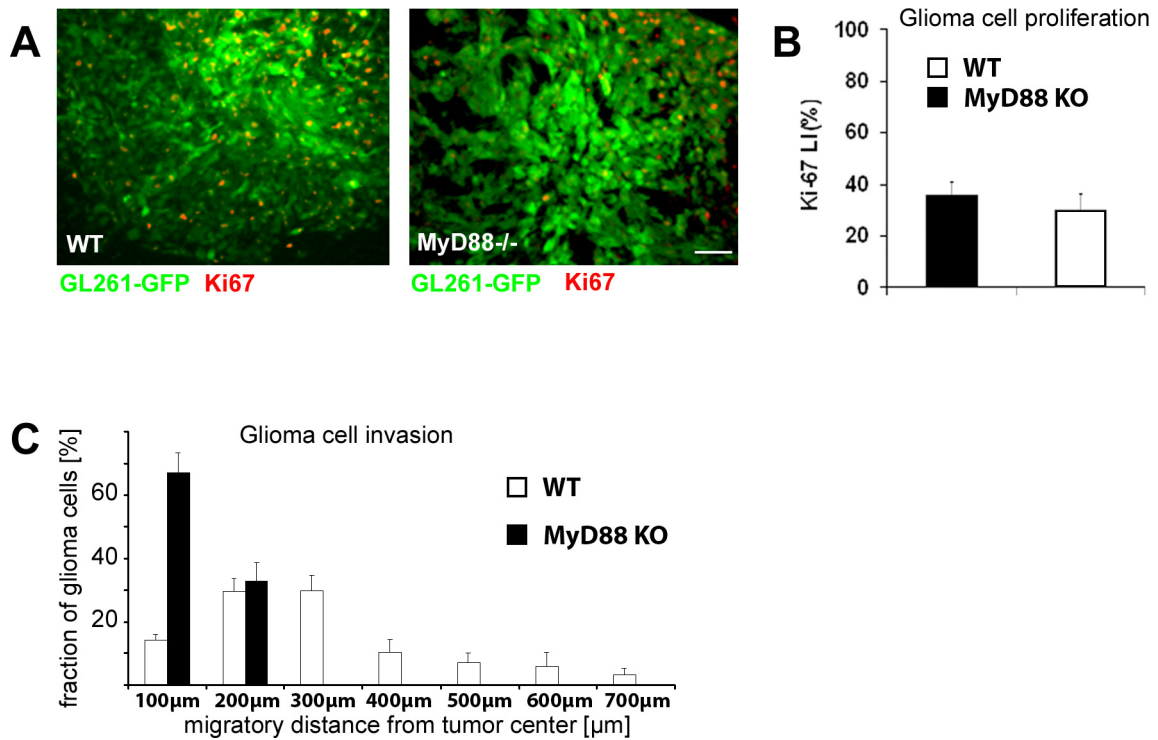 A
WT
GL261-GFP Ki67
MyD88-/-
GL261-GFP Ki67
B
Glioma cell proliferation
Ki-67 LI(%)
100
80
60
40
20
0
WT
MyD88 KO
C
Glioma cell invasion
fraction of glioma cells [%]
60
40
20
WT
MyD88 KO
100µm 200µm 300µm 400µm 500µm 600µm 700µm
migratory distance from tumor center [µm]